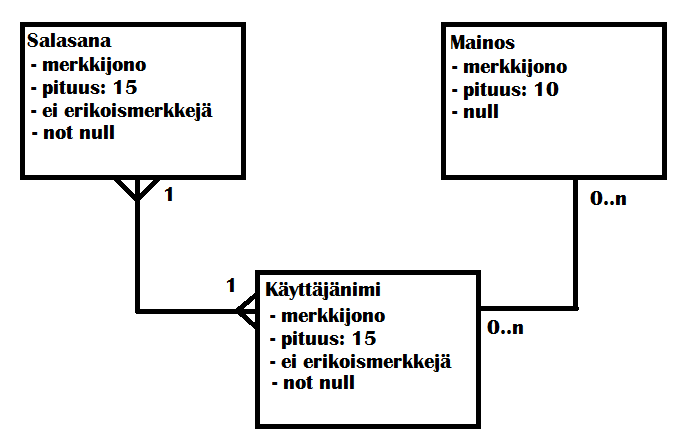 Salasana
- merkkijono
- pituus: 15
- ei erikoismerkkejä
- not null
1
Mainos
- merkkijono
- pituus: 10
- null
0..n
1
Käyttäjänimi
- merkkijono
- pituus: 15
- ei erikoismerkkejä
- not null
0..n